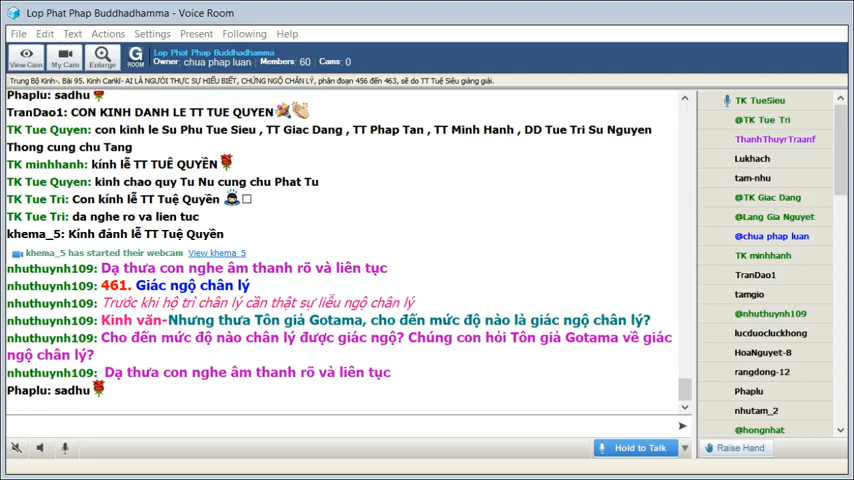 Lop Phat Phap Buddhadhamma - Voice Room
File Edit Text Actions Settings Present Following Help
View Cam My Cam Enlarge G ROOM
Lop Phat Phap Buddhadhamma
Owner: chua phap luan Members: 60 Cams: 0
Trung Bộ Kinh-. Bài 95. Kinh Cankī- AI LÀ NGƯỜI THỰC SỰ HIỂU BIẾT, CHỨNG NGỘ CHÂN LÝ, phân đoạn 456 đến 463, sẽ do TT Tuệ Siêu giảng giải.
Phaplu: sadhu
TranDao1: CON KINH DANH LE TT TUE QUYEN
TK Tue Quyen: con kinh le Su Phu Tue Sieu , TT Giac Dang , TT Phap Tan , TT Minh Hanh , DD Tue Tri Su Nguyen
Thong cung chu Tang
TK minhhanh: kính lễ TT TUÊ QUYỀN
TK Tue Quyen: kinh chao quy Tu Nu cung chu Phat Tu
TK Tue Tri: Con kính lễ TT Tuệ Quyền
TK Tue Tri: da nghe ro va lien tuc
khema_5: Kính đảnh lễ TT Tuệ Quyền
khema_5 has started their webcam View khema_5
nhuthuynh109: Dạ thưa con nghe âm thanh rõ và liên tục
nhuthuynh109: 461. Giác ngộ chân lý
nhuthuynh109: Trước khi hộ trì chân lý cần thật sự liễu ngộ chân lý
nhuthuynh109: Kinh văn-Nhưng thưa Tôn giả Gotama, cho đến mức độ nào là giác ngộ chân lý?
nhuthuynh109: Cho đến mức độ nào chân lý được giác ngộ? Chúng con hỏi Tôn giả Gotama về giác
ngộ chân lý?
nhuthuynh109: Dạ thưa con nghe âm thanh rõ và liên tục
Phaplu: sadhu
Hold to Talk
TK TueSieu
@TK Tue Tri
ThanhThuyrTraanf
Lukhach
tam-nhu
@TK Giac Dang
@Lang Gia Nguyet
@chua phap luan
TK minhhanh
TranDao1
tamgio
@nhuthuynh109
lucduocluckhong
HoaNguyet-8
rangdong-12
Phaplu
nhutam_2
@hongnhat
Raise Hand